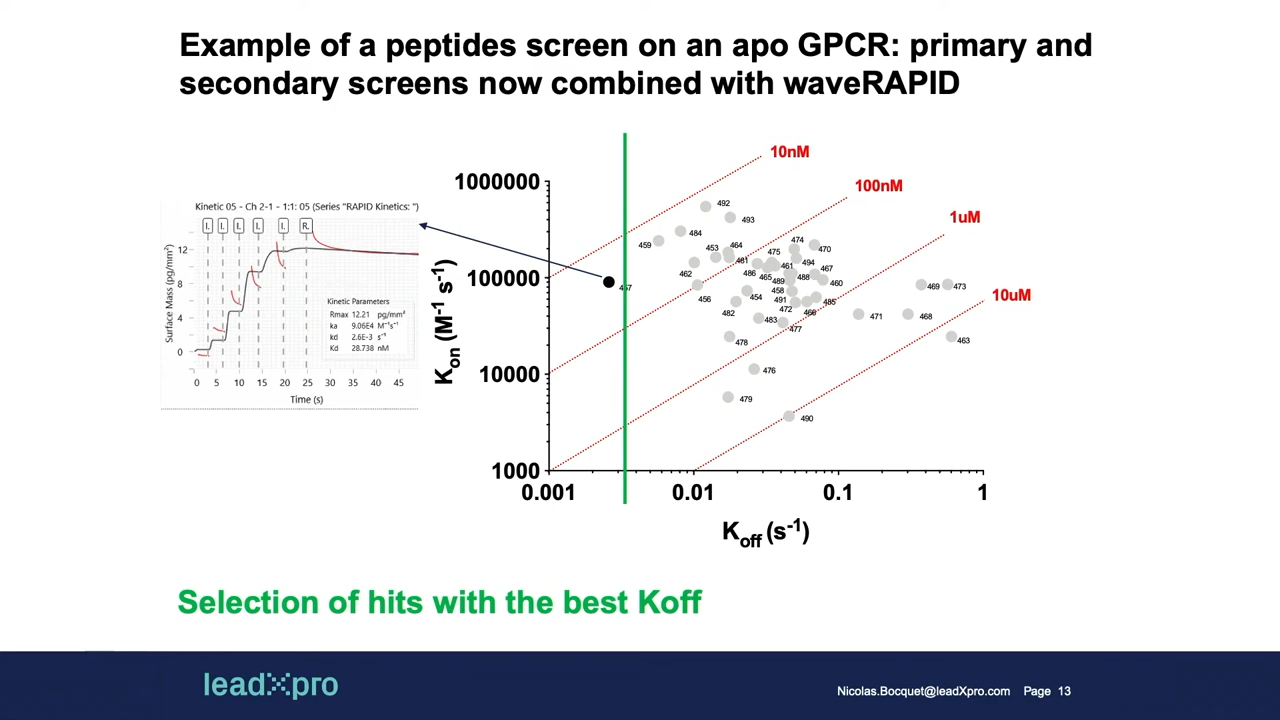 Example of a peptides screen on an apo GPCR: primary and
secondary screens now combined with waveRAPID
Kinetic 05 - Ch 2-1 - 1:1: 05 (Series "RAPID Kinetics: ")
I. I. I. I. I. R.
Surface Mass (pg/mm²)
12
8
4
0
Kinetic Parameters
Rmax 12.21 pg/mm²
ka 9.06E4 M⁻¹s⁻¹
kd 2.6E-3 s⁻¹
Kd 28.738 nM
0 5 10 15 20 25 30 35 40 45
Time (s)
Kon (M-1 s-1)
1000000
100000
10000
1000
0.001 0.01 0.1 1
Koff (s-1)
10nM
100nM
1uM
10uM
492
493
484
459
453
464
474
470
475
481
461
494
462
486
465
489
488
467
460
457
456
454
458
491
485
469
473
482
472
466
483
477
471
468
478
463
476
479
490
Selection of hits with the best Koff
leadXpro
Nicolas.Bocquet@leadXpro.com Page 13